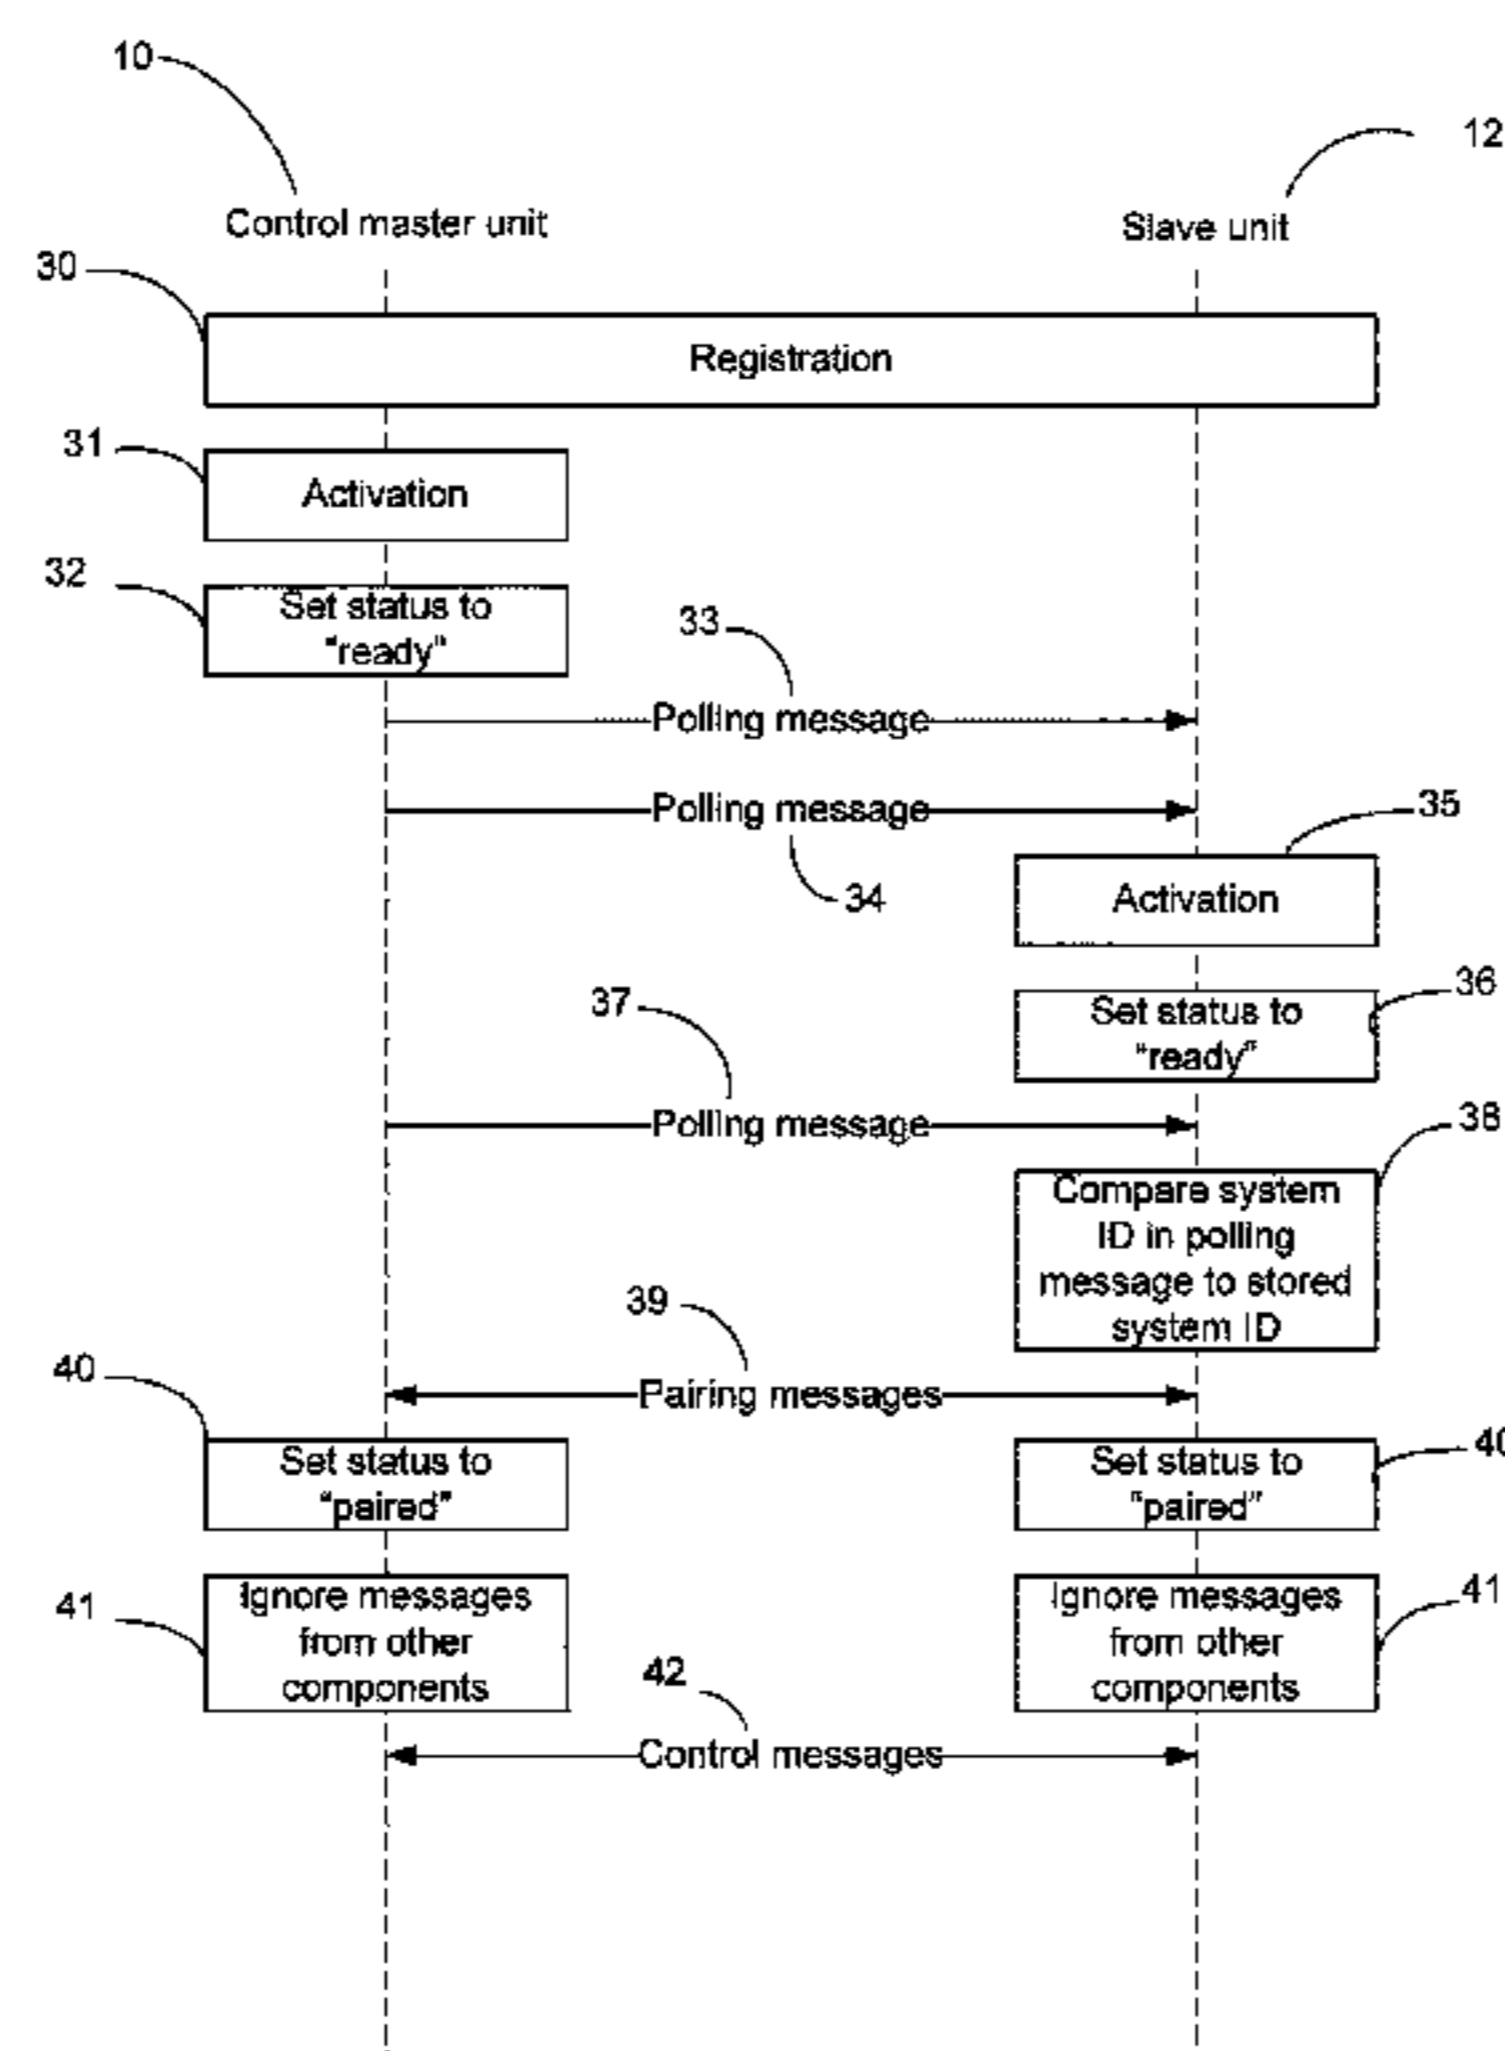 10
12
Control master unit
Slave unit
30
Registration
31
Activation
32
Set status to
"ready"
33
Polling message
Polling message
34
35
Activation
36
Set status to
"ready"
37
Polling message
38
Compare system
ID in polling
message to stored
system ID
39
Pairing messages
40
Set status to
"paired"
40
Set status to
"paired"
41
Ignore messages
from other
components
41
Ignore messages
from other
components
42
Control messages